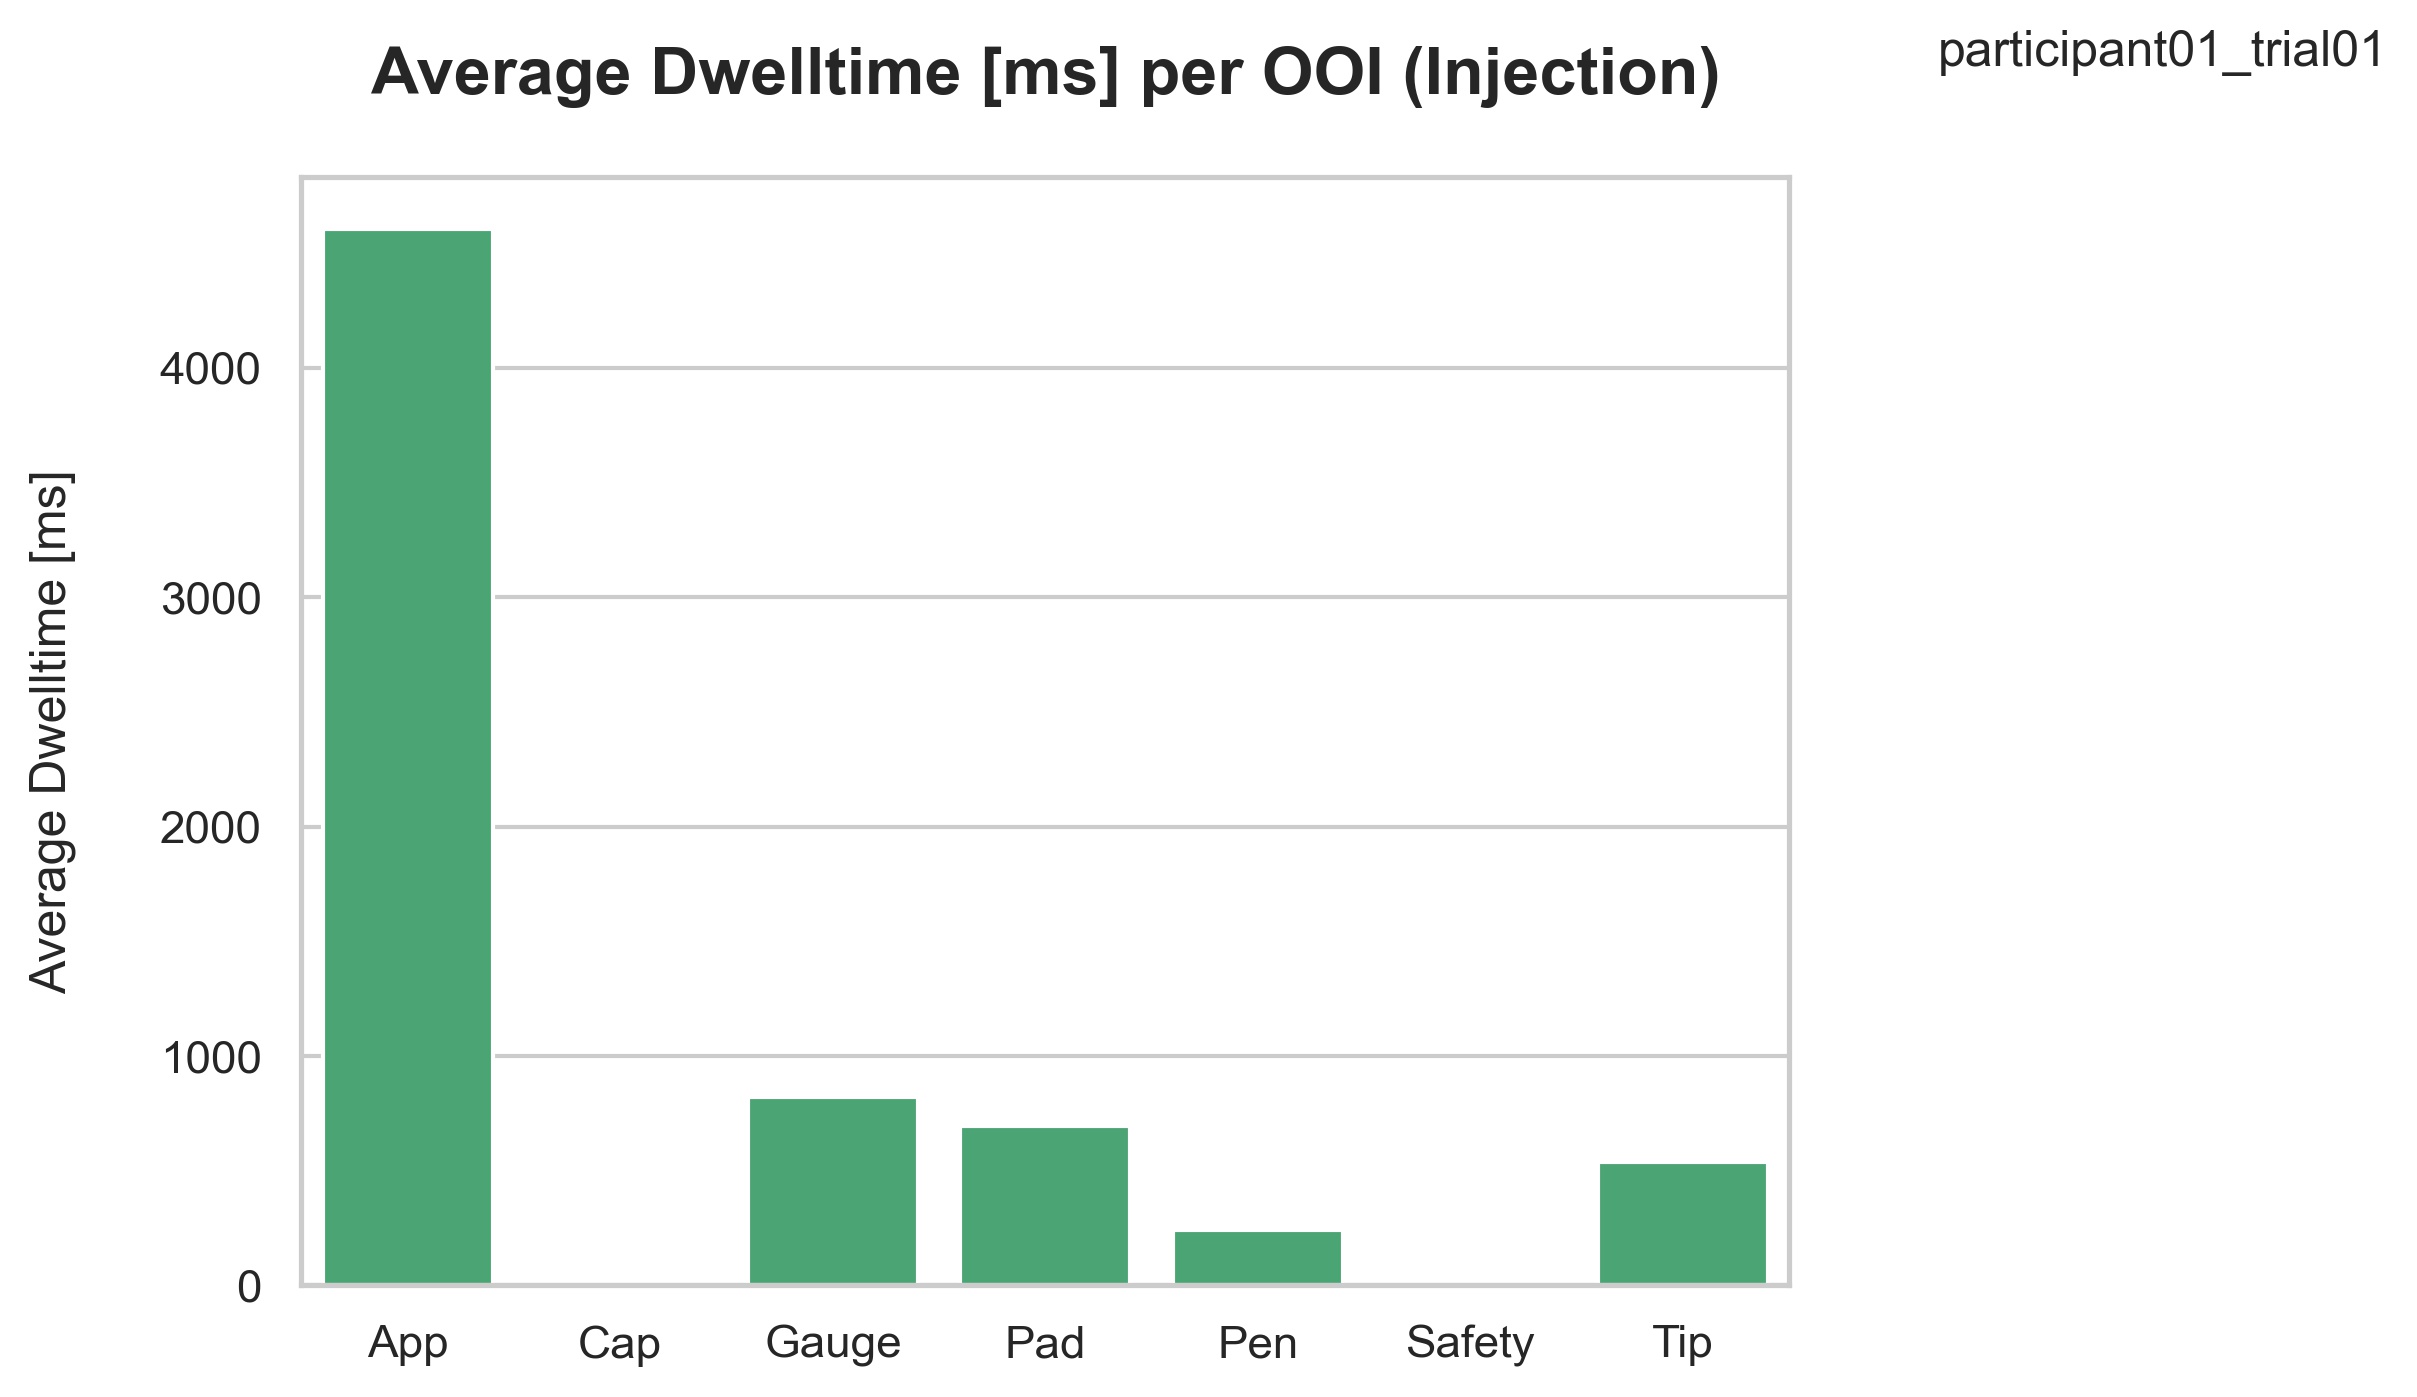 Average Dwelltime [ms] per OOI (Injection)
participant01_trial01
Average Dwelltime [ms]
4000
3000
2000
1000
0
App Cap Gauge Pad Pen Safety Tip